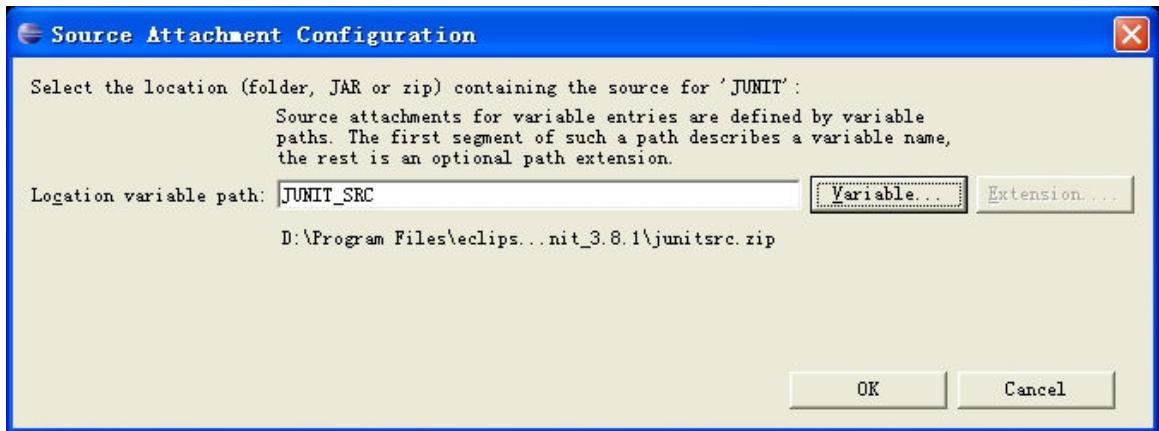 Source Attachment Configuration
Select the location (folder, JAR or zip) containing the source for 'JUNIT':
Source attachments for variable entries are defined by variable
paths. The first segment of such a path describes a variable name,
the rest is an optional path extension.
Location variable path: JUNIT_SRC Variable... Extension....
D:\Program Files\eclips...nit_3.8.1\junitsrc.zip
OK Cancel